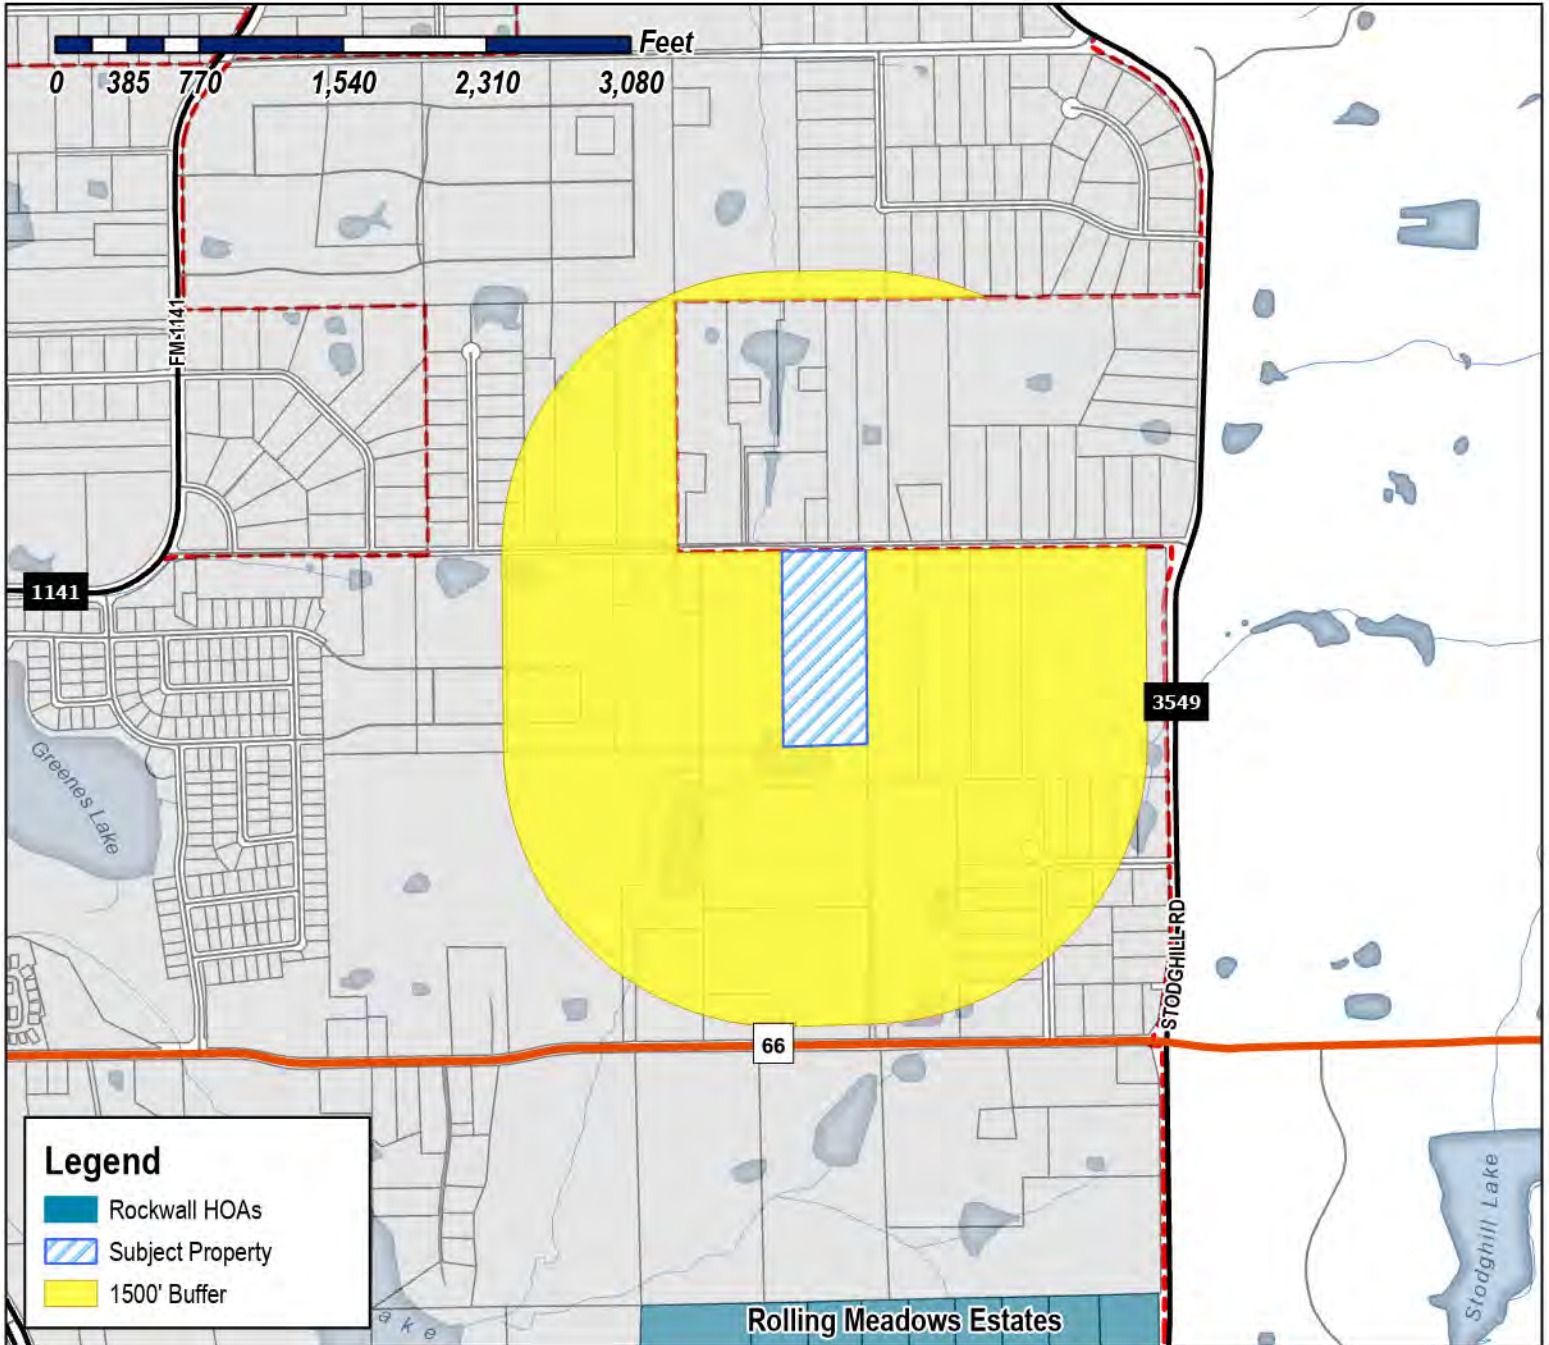 Feet
0 385 770 1,540 2,310 3,080
FM-1141
1141
3549
Greenes Lake
STODGHILL RD
66
Legend
Rockwall HOAs
Subject Property
1500' Buffer
ake
Rolling Meadows Estates
Stodghill Lake